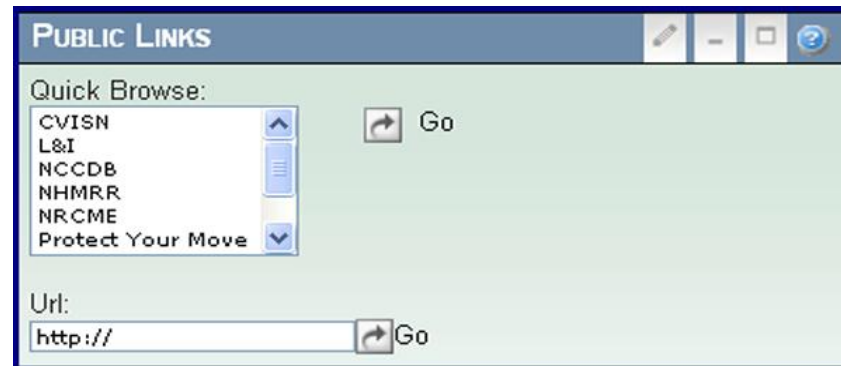 PUBLIC LINKS
Quick Browse:
CVISN
L&I
NCCDB
NHMRR
NRCME
Protect Your Move
Go
Url:
http://
Go